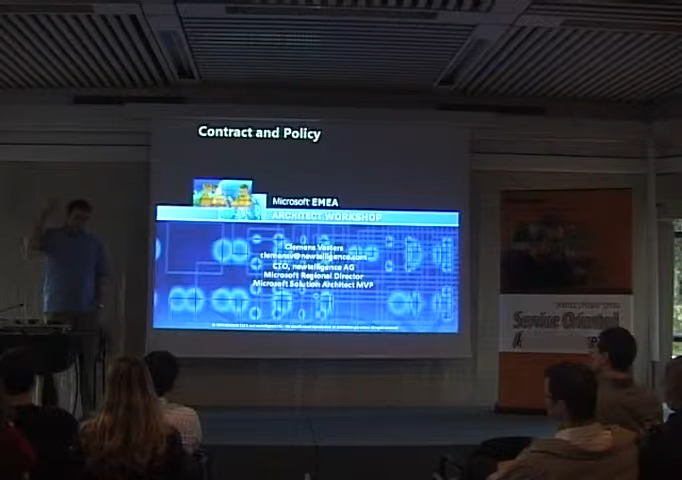 Contract and Policy
Microsoft EMEA
ARCHITECT WORKSHOP
Clemens Vasters
clemensv@newtelligence.com
CTO, newtelligence AG
Microsoft Regional Director
Microsoft Solution Architect MVP
Service Oriented